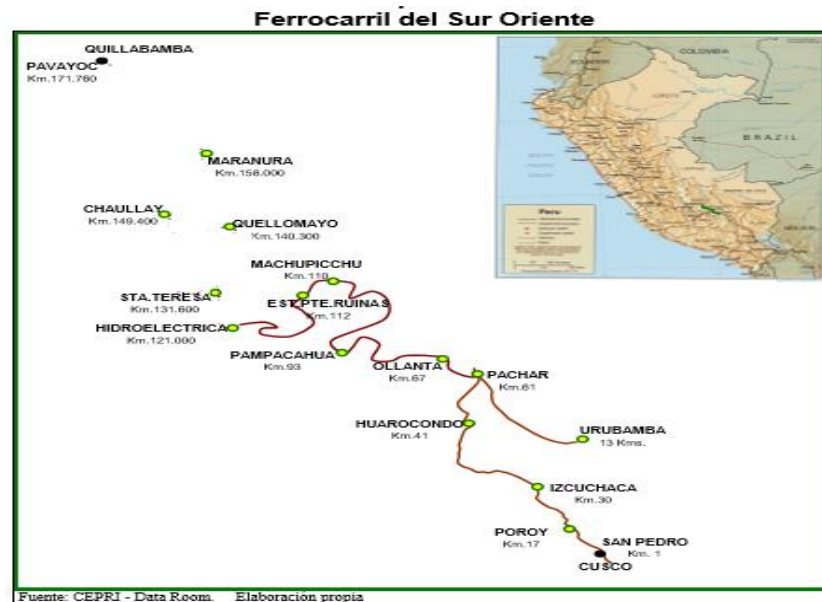 Ferrocarril del Sur Oriente
QUILLABAMBA
PAVAYOC
Km.171.760
MARANURA
Km.158.000
CHAULLAY
Km.149.400
QUELLOMAYO
Km.140.300
MACHUPICCHU
Km.110
STA.TERESA
Km.131.600
EST.PTE.RUINAS
Km.112
HIDROELECTRICA
Km.121.000
PAMPACAHUA
Km.93
OLLANTA
Km.67
PACHAR
Km.61
HUAROCONDO
Km.41
URUBAMBA
13 Kms.
IZCUCHACA
Km.30
POROY
Km.17
SAN PEDRO
Km. 1
CUSCO
COLOMBIA
ECUADOR
BRAZIL
Peru
Fuente: CEPRI - Data Room. Elaboración propia